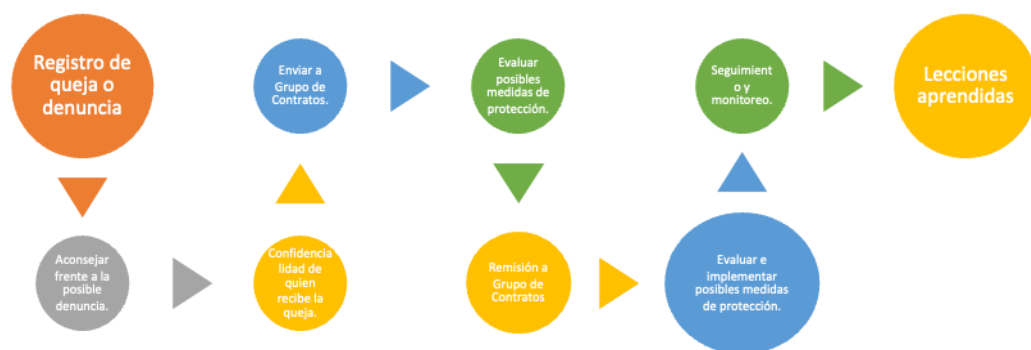 Registro de
queja o
denuncia
Aconsejar
frente a la
posible
denuncia.
Confidencia
lidad de
quien
recibe la
queja.
Enviar a
Grupo de
Contratos.
Evaluar
posibles
medidas de
protección.
Remisión a
Grupo de
Contratos
Evaluar e
implementar
posibles medidas
de protección.
Seguimient
o y
monitoreo.
Lecciones
aprendidas